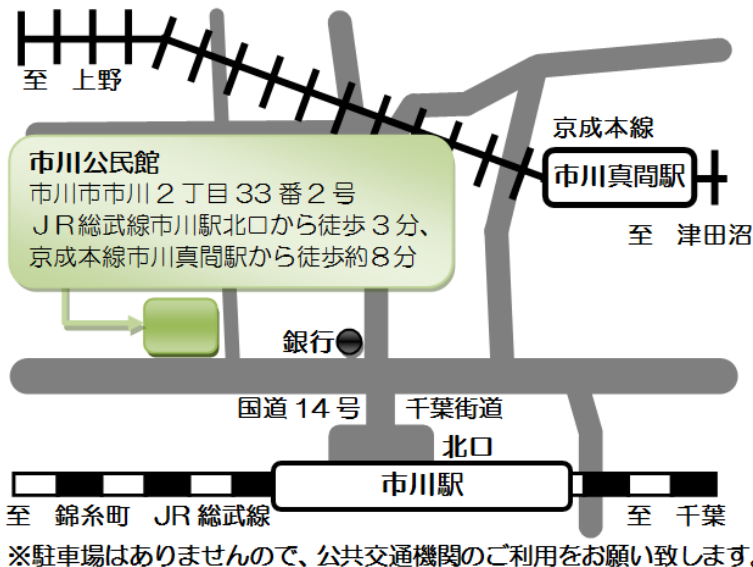 至 上野
京成本線
市川真間駅
至 津田沼
市川公民館
市川市市川2丁目33番2号
JR総武線市川駅北口から徒歩3分、
京成本線市川真間駅から徒歩約8分
銀行
国道14号 千葉街道
北口
市川駅
至 錦糸町 JR総武線
至 千葉
※駐車場はありませんので、公共交通機関のご利用をお願い致します。